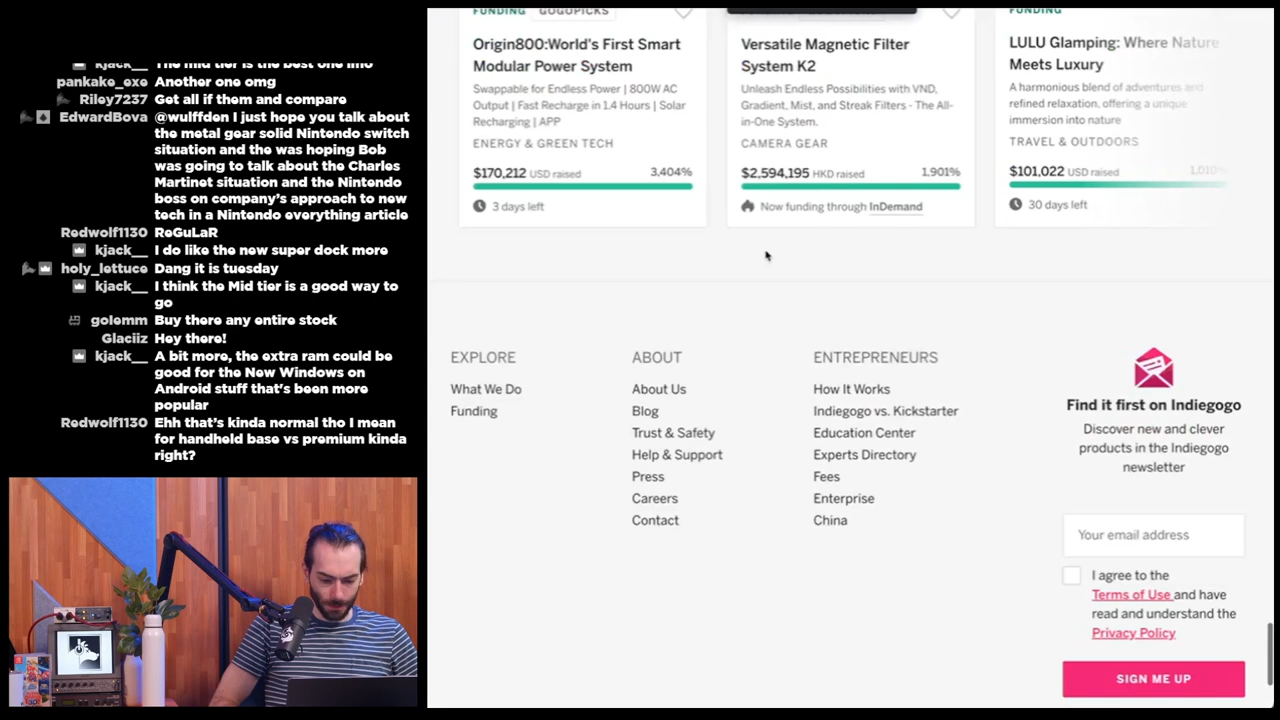 kjack__ The mid tier is the best one imo
pankake_exe Another one omg
Riley7237 Get all if them and compare
EdwardBova @wulffden I just hope you talk about
the metal gear solid Nintendo switch
situation and the was hoping Bob
was going to talk about the Charles
Martinet situation and the Nintendo
boss on company's approach to new
tech in a Nintendo everything article
Redwolf1130 ReGuLaR
kjack__ I do like the new super dock more
holy_lettuce Dang it is tuesday
kjack__ I think the Mid tier is a good way to
go
golemm Buy there any entire stock
Glaciiz Hey there!
kjack__ A bit more, the extra ram could be
good for the New Windows on
Android stuff that's been more
popular
Redwolf1130 Ehh that's kinda normal tho I mean
for handheld base vs premium kinda
right?
FUNDING GOGOPICKS
Origin800:World's First Smart
Modular Power System
Swappable for Endless Power | 800W AC
Output | Fast Recharge in 1.4 Hours | Solar
Recharging | APP
ENERGY & GREEN TECH
$170,212 USD raised 3,404%
3 days left
Versatile Magnetic Filter
System K2
Unleash Endless Possibilities with VND,
Gradient, Mist, and Streak Filters - The All-
in-One System.
CAMERA GEAR
$2,594,195 HKD raised 1,901%
Now funding through InDemand
FUNDING
LULU Glamping: Where Nature
Meets Luxury
A harmonious blend of adventures and
refined relaxation, offering a unique
immersion into nature
TRAVEL & OUTDOORS
$101,022 USD raised 1,010%
30 days left
EXPLORE
What We Do
Funding
ABOUT
About Us
Blog
Trust & Safety
Help & Support
Press
Careers
Contact
ENTREPRENEURS
How It Works
Indiegogo vs. Kickstarter
Education Center
Experts Directory
Fees
Enterprise
China
Find it first on Indiegogo
Discover new and clever
products in the Indiegogo
newsletter
Your email address
I agree to the
Terms of Use and have
read and understand the
Privacy Policy
SIGN ME UP